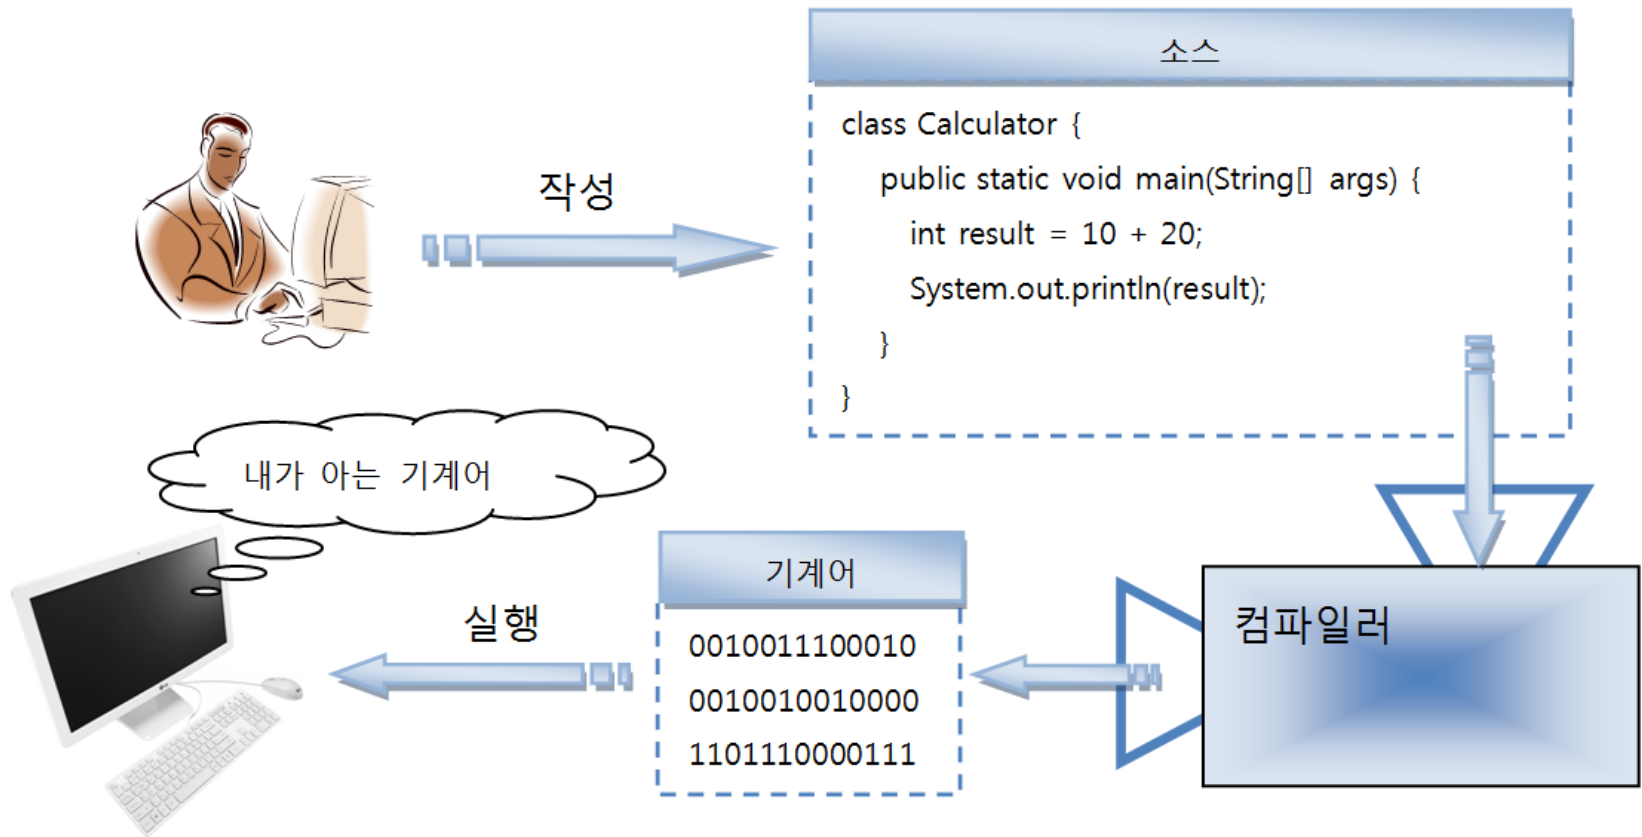 소스
class Calculator {
public static void main(String[] args) {
int result = 10 + 20;
System.out.println(result);
}
}
작성
컴파일러
기계어
0010011100010
0010010010000
1101110000111
실행
내가 아는 기계어